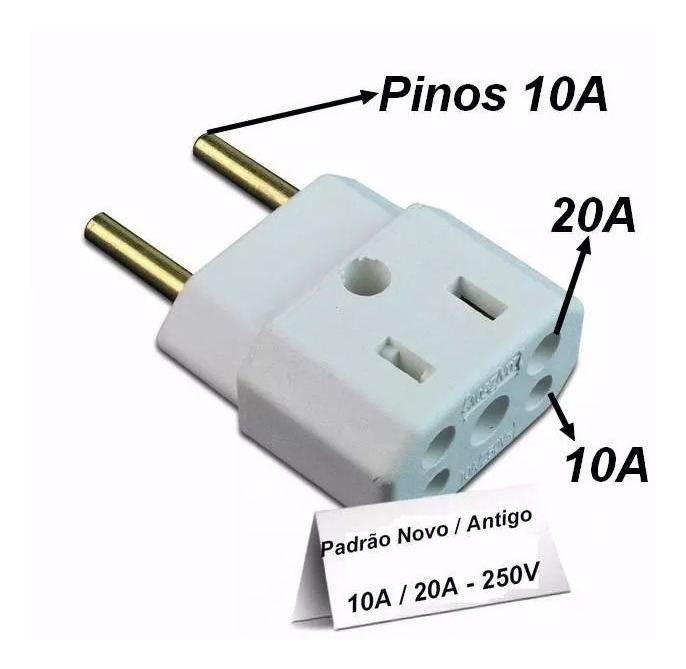 Pinos 10A
20A
10A
Padrão Novo / Antigo
10A / 20A - 250V